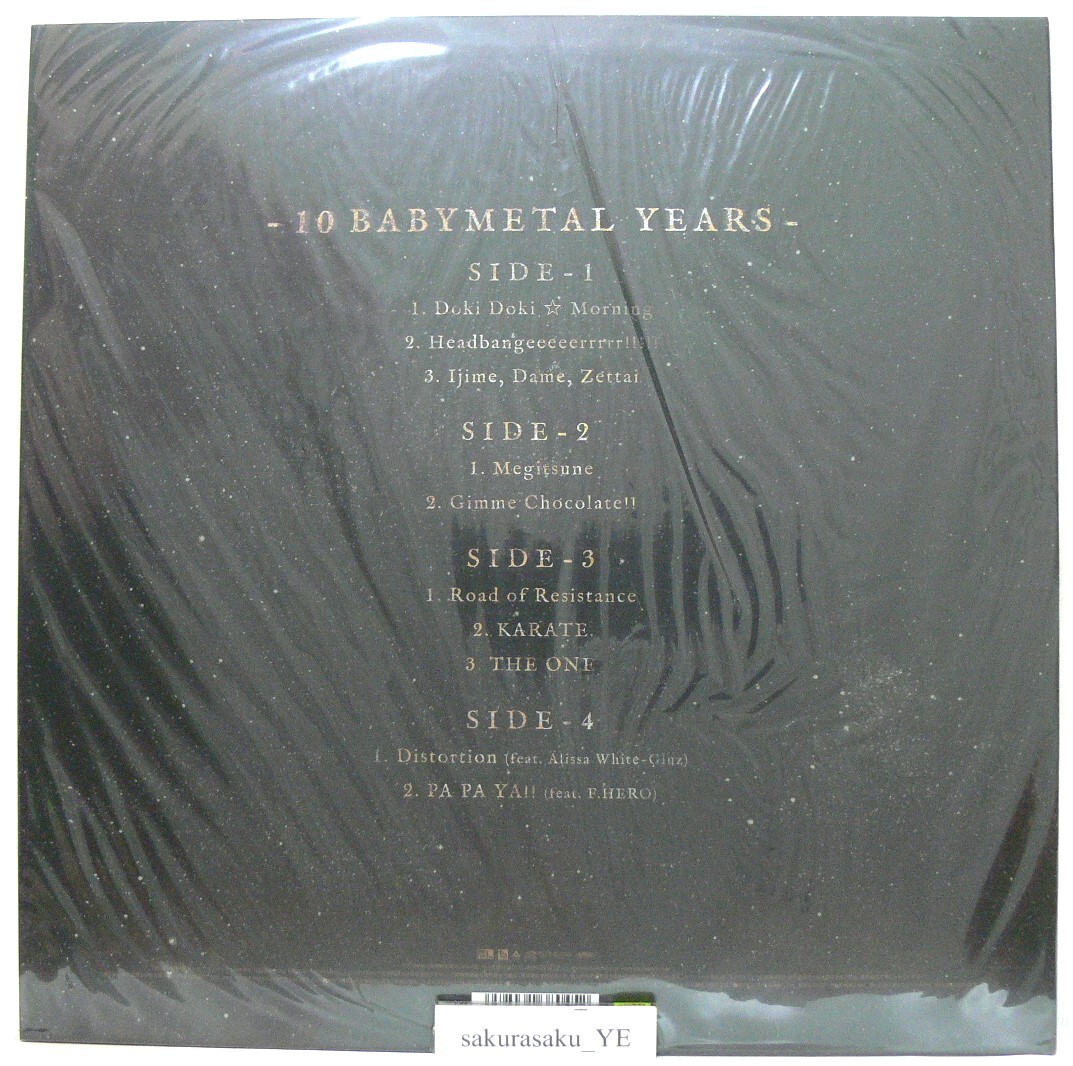 - 10 BABYMETAL YEARS -
SIDE - 1
1. Doki Doki ☆ Morning
2. Headbangeeeeerrrrr!!!!!
3. Ijime, Dame, Zettai
SIDE - 2
1. Megitsune
2. Gimme Chocolate!!
SIDE - 3
1. Road of Resistance
2. KARATE
3. THE ONE
SIDE - 4
1. Distortion (feat. Alissa White-Gluz)
2. PA PA YA!! (feat. F.HERO)
sakurasaku_YE